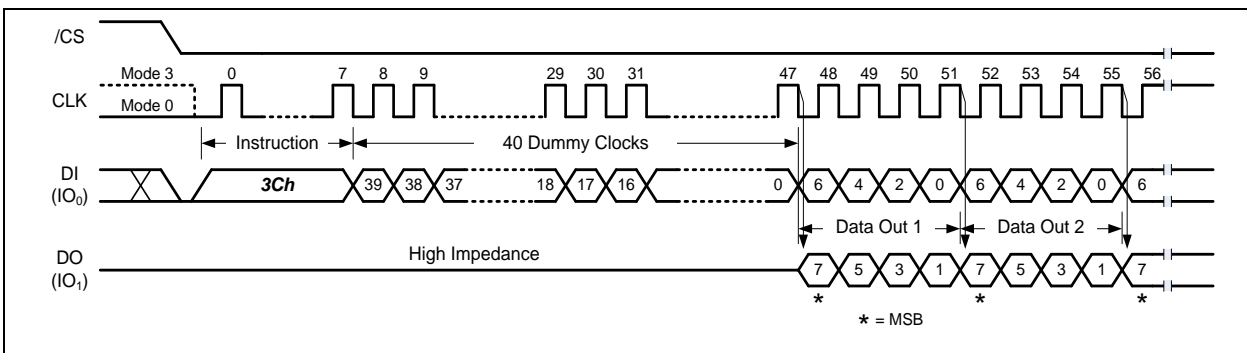 /CS
Mode 3 0 7 8 9 29 30 31 47 48 49 50 51 52 53 54 55 56
CLK
Mode 0
Instruction 40 Dummy Clocks
DI
(IO0)
3Ch 39 38 37 18 17 16 0 6 4 2 0 6 4 2 0 6
Data Out 1 Data Out 2
DO
(IO1)
High Impedance 7 5 3 1 7 5 3 1 7
* * *
* = MSB